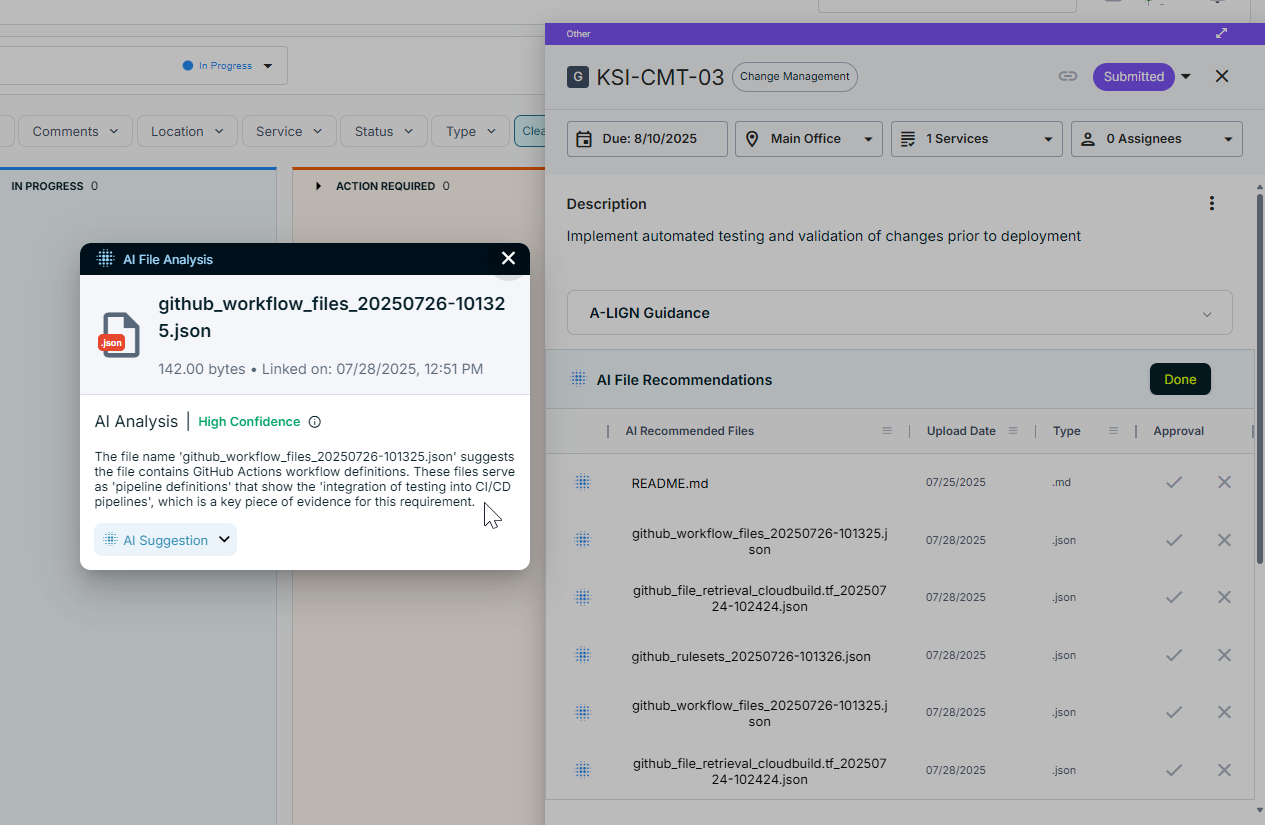 In Progress
Comments
Location
Service
Status
Type
Clea
IN PROGRESS 0
ACTION REQUIRED 0
AI File Analysis
github_workflow_files_20250726-10132
5.json
.json
142.00 bytes • Linked on: 07/28/2025, 12:51 PM
AI Analysis | High Confidence
The file name 'github_workflow_files_20250726-101325.json' suggests
the file contains GitHub Actions workflow definitions. These files serve
as 'pipeline definitions' that show the 'integration of testing into CI/CD
pipelines', which is a key piece of evidence for this requirement.
AI Suggestion
Other
G KSI-CMT-03 Change Management
Submitted
Due: 8/10/2025
Main Office
1 Services
0 Assignees
Description
Implement automated testing and validation of changes prior to deployment
A-LIGN Guidance
AI File Recommendations
Done
AI Recommended Files
Upload Date
Type
Approval
README.md
07/25/2025
.md
github_workflow_files_20250726-101325.j
son
07/28/2025
.json
github_file_retrieval_cloudbuild.tf_202507
24-102424.json
07/28/2025
.json
github_rulesets_20250726-101326.json
07/28/2025
.json
github_workflow_files_20250726-101325.j
son
07/28/2025
.json
github_file_retrieval_cloudbuild.tf_202507
24-102424.json
07/28/2025
.json